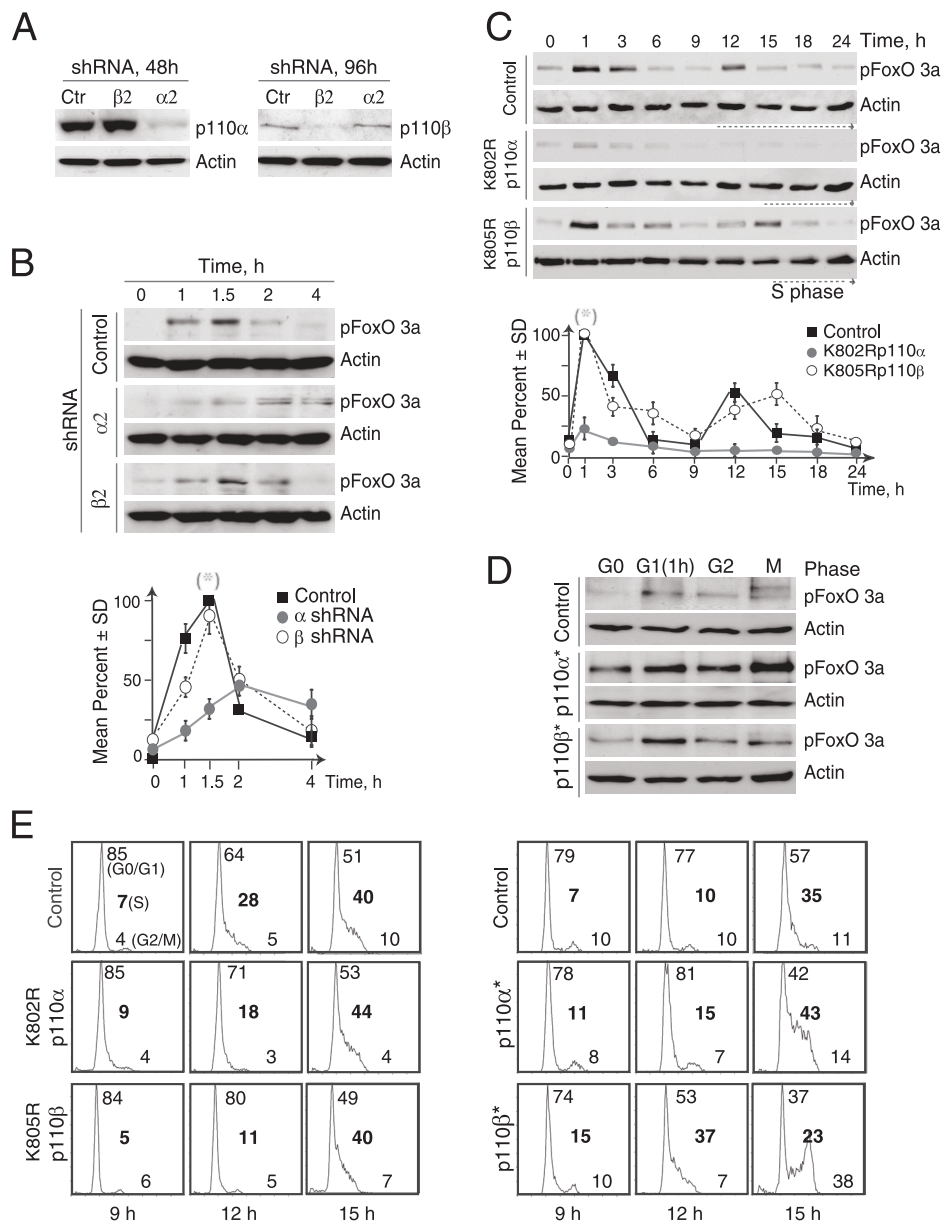 A
shRNA, 48h
Ctr β2 α2
p110α
Actin
shRNA, 96h
Ctr β2 α2
p110β
Actin
B
Time, h
0 1 1.5 2 4
shRNA
Control
pFoxO 3a
Actin
α2
pFoxO 3a
Actin
β2
pFoxO 3a
Actin
Mean Percent ± SD
(*)
100
50
0
0 1 1.5 2 4 Time, h
Control
α shRNA
β shRNA
C
0 1 3 6 9 12 15 18 24 Time, h
Control
pFoxO 3a
Actin
K802R
p110α
pFoxO 3a
Actin
K805R
p110β
pFoxO 3a
Actin
S phase
Mean Percent ± SD
(*)
100
50
0
0 1 3 6 9 12 15 18 24
Time, h
Control
K802Rp110α
K805Rp110β
D
G0 G1(1h) G2 M Phase
Control
pFoxO 3a
Actin
p110α*
pFoxO 3a
Actin
p110β*
pFoxO 3a
Actin
E
Control
85
(G0/G1)
7(S)
4 (G2/M)
64
28
5
51
40
10
K802R
p110α
85
9
4
71
18
3
53
44
4
K805R
p110β
84
5
6
80
11
5
49
40
7
9 h 12 h 15 h
Control
79
7
10
77
10
10
57
35
11
p110α*
78
11
8
81
15
7
42
43
14
p110β*
74
15
10
53
37
7
37
23
38
9 h 12 h 15 h